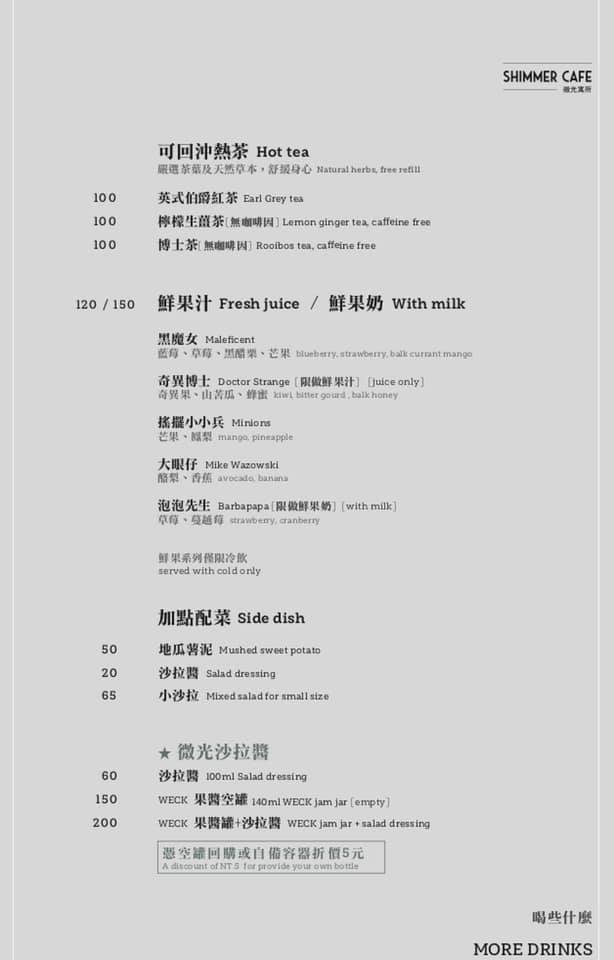 SHIMMER CAFE
微光寓所
可回沖熱茶 Hot tea
嚴選茶葉及天然草本，舒緩身心 Natural herbs, free refill
100 英式伯爵紅茶 Earl Grey tea
100 檸檬生薑茶[無咖啡因] Lemon ginger tea, caffeine free
100 博士茶[無咖啡因] Rooibos tea, caffeine free
120 / 150 鮮果汁 Fresh juice / 鮮果奶 With milk
黑魔女 Maleficent
藍莓、草莓、黑醋栗、芒果 blueberry, strawberry, balk currant mango
奇異博士 Doctor Strange [限做鮮果汁] [juice only]
奇異果、山苦瓜、蜂蜜 kiwi, bitter gourd , balk honey
搖擺小小兵 Minions
芒果、鳳梨 mango, pineapple
大眼仔 Mike Wazowski
酪梨、香蕉 avocado, banana
泡泡先生 Barbapapa [限做鮮果奶] [with milk]
草莓、蔓越莓 strawberry, cranberry
鮮果系列僅限冷飲
served with cold only
加點配菜 Side dish
50 地瓜薯泥 Mushed sweet potato
20 沙拉醬 Salad dressing
65 小沙拉 Mixed salad for small size
★ 微光沙拉醬
60 沙拉醬 100ml Salad dressing
150 WECK 果醬空罐 140ml WECK jam jar [empty]
200 WECK 果醬罐+沙拉醬 WECK jam jar + salad dressing
憑空罐回購或自備容器折價5元
A discount of NT.5 for provide your own bottle
喝些什麼
MORE DRINKS